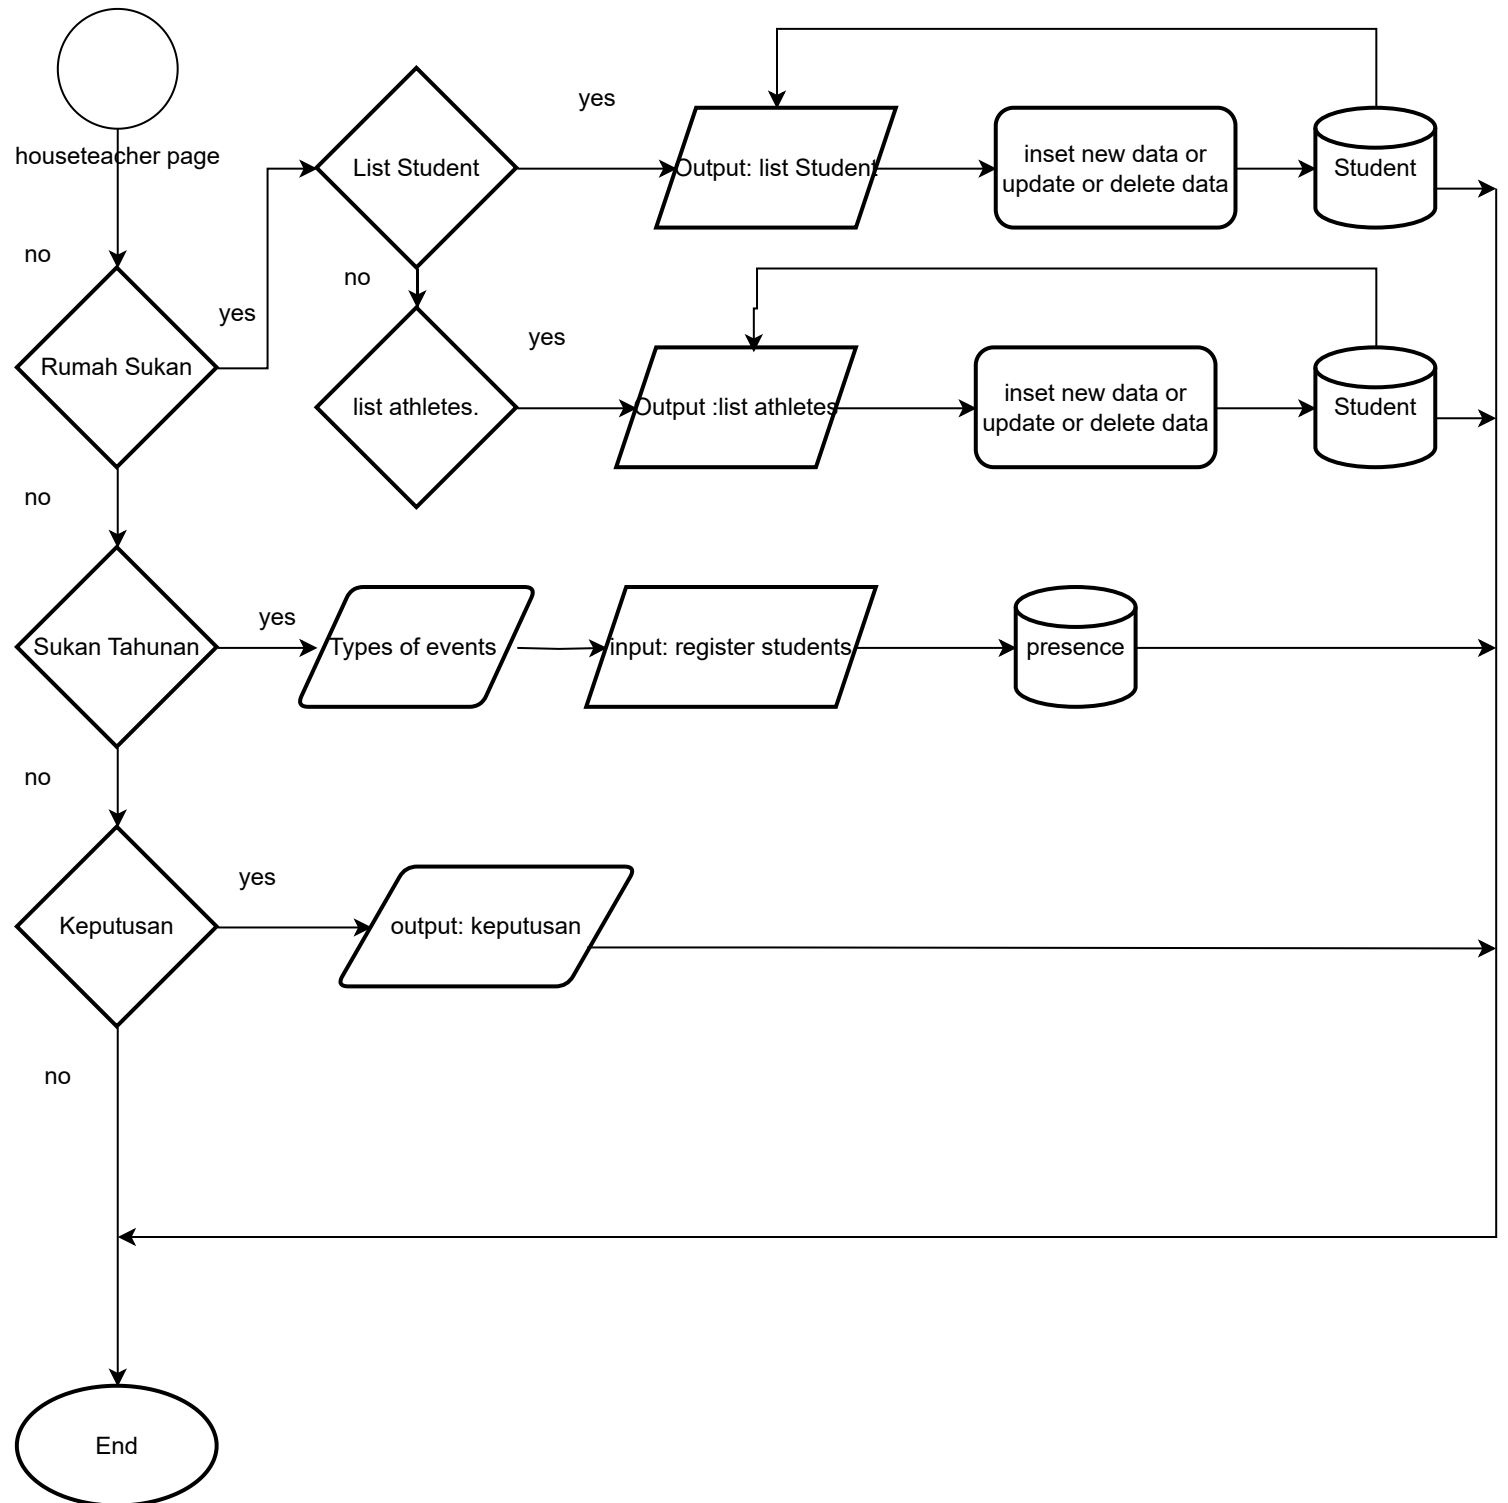 houseteacher page
yes
List Student
Output: list Student
inset new data or
update or delete data
Student
no
no
yes
yes
Rumah Sukan
list athletes.
Output :list athletes
inset new data or
update or delete data
Student
no
yes
Sukan Tahunan
Types of events
input: register students
presence
no
yes
Keputusan
output: keputusan
no
End